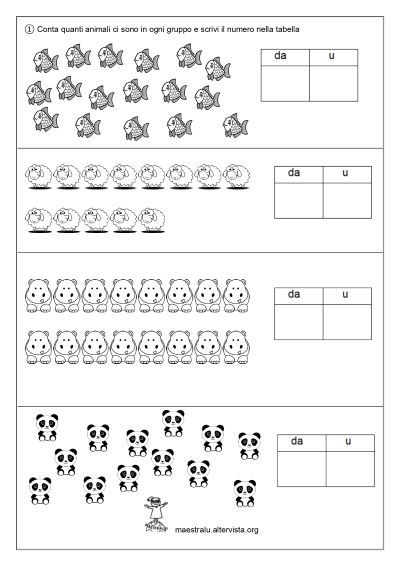 ① Conta quanti animali ci sono in ogni gruppo e scrivi il numero nella tabella
da u
da u
da u
da u
maestralu.altervista.org